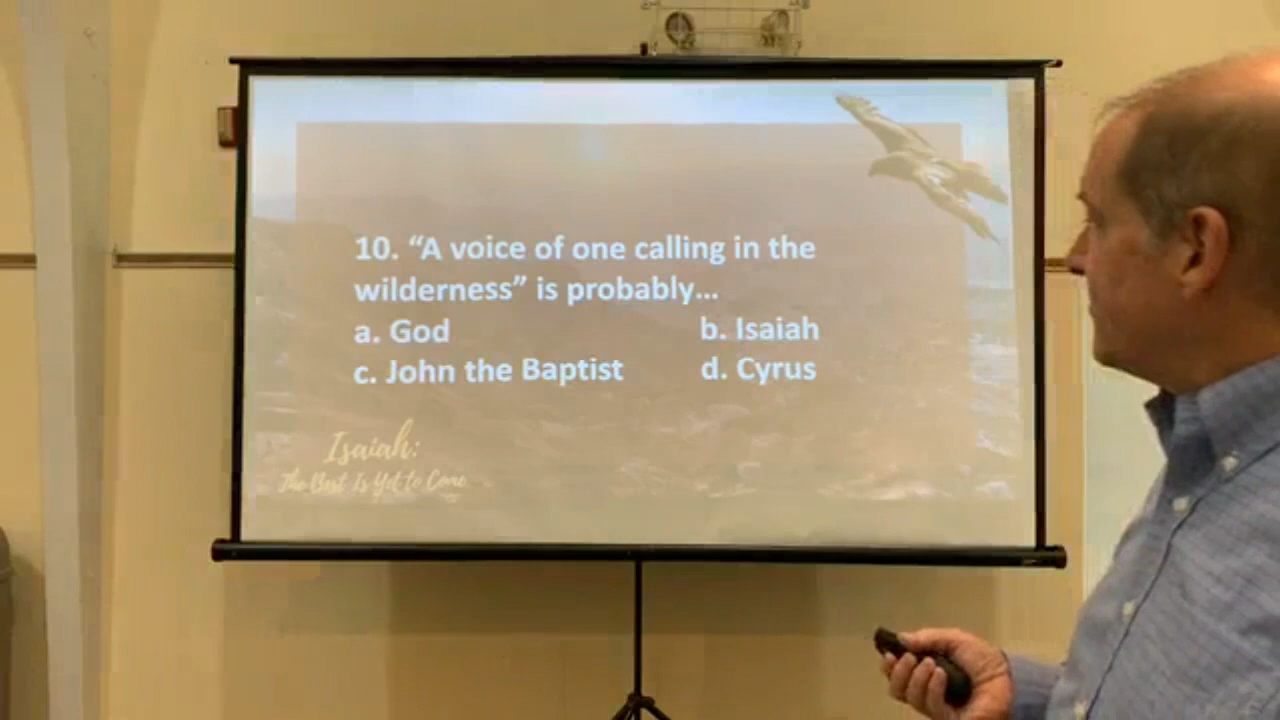 10. “A voice of one calling in the
wilderness” is probably...
a. God b. Isaiah
c. John the Baptist d. Cyrus
Isaiah:
The Best Is Yet to Come